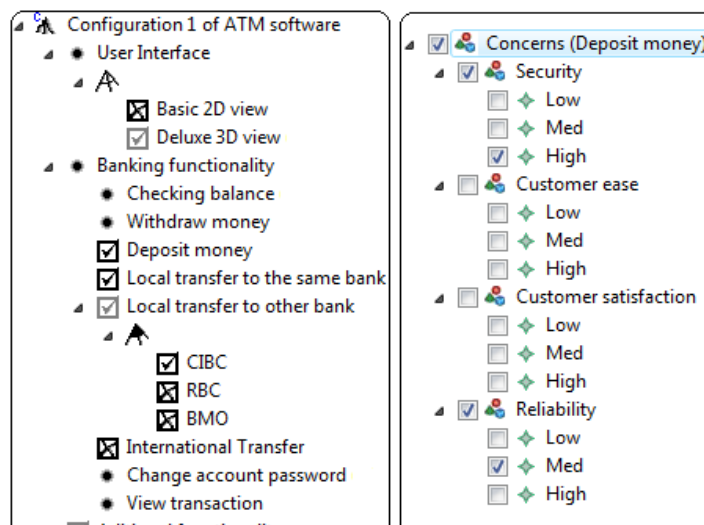 Configuration 1 of ATM software
User Interface
Basic 2D view
Deluxe 3D view
Banking functionality
Checking balance
Withdraw money
Deposit money
Local transfer to the same bank
Local transfer to other bank
CIBC
RBC
BMO
International Transfer
Change account password
View transaction
Concerns (Deposit money)
Security
Low
Med
High
Customer ease
Low
Med
High
Customer satisfaction
Low
Med
High
Reliability
Low
Med
High